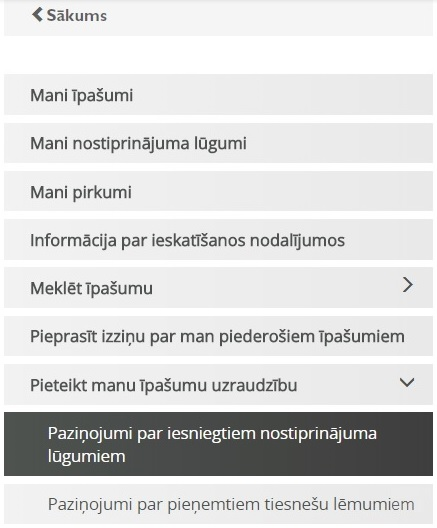 Sākums
Mani īpašumi
Mani nostiprinājuma lūgumi
Mani pirkumi
Informācija par ieskatīšanos nodalījumos
Meklēt īpašumu
Pieprasīt izziņu par man piederošiem īpašumiem
Pieteikt manu īpašumu uzraudzību
Paziņojumi par iesniegtiem nostiprinājuma
lūgumiem
Paziņojumi par pieņemtiem tiesnešu lēmumiem